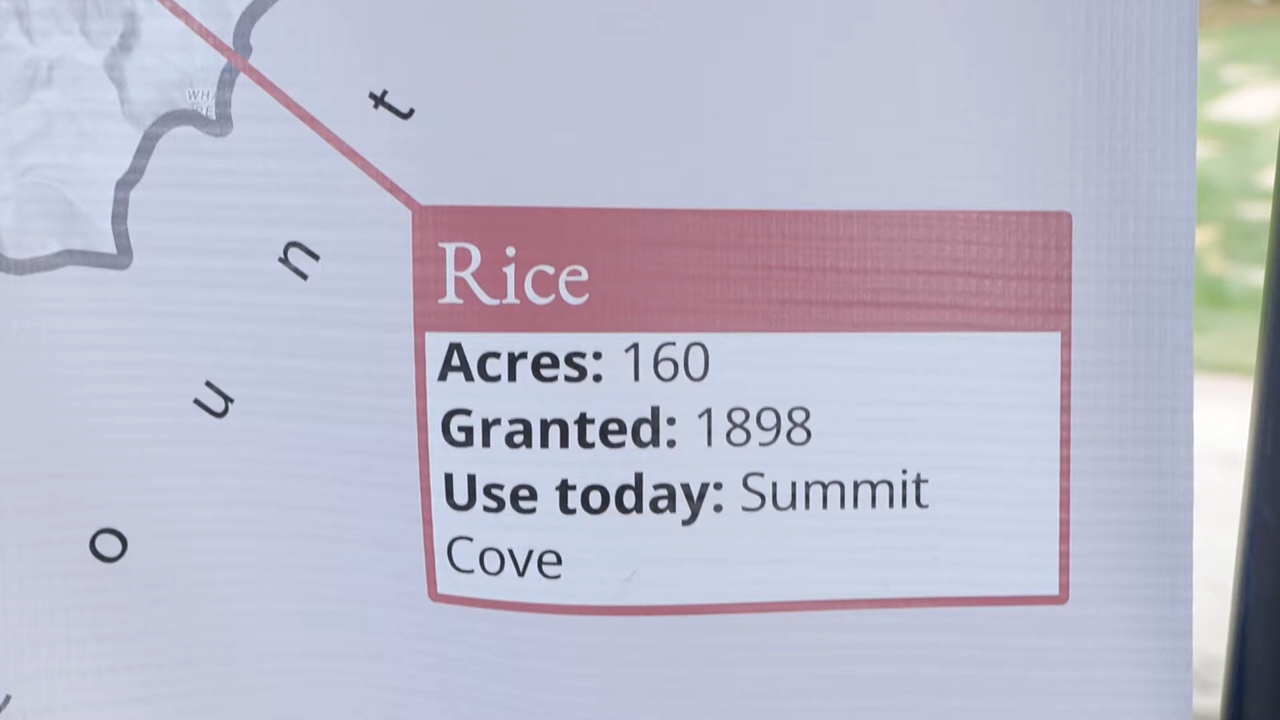 t
n
u
o
Rice
Acres: 160
Granted: 1898
Use today: Summit
Cove